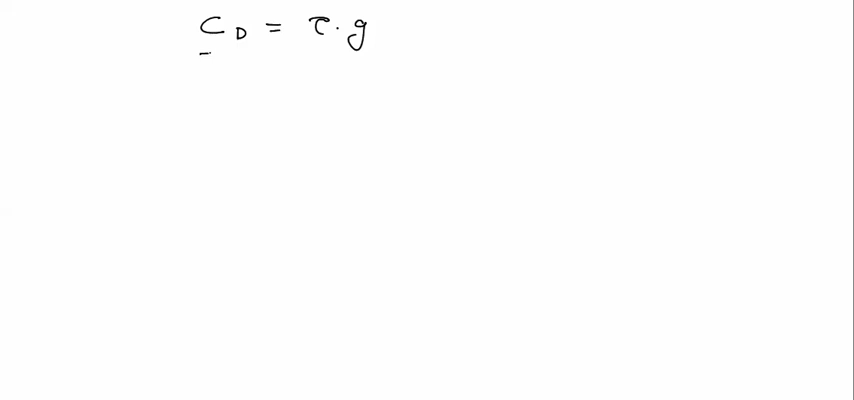 C_D = τ · g